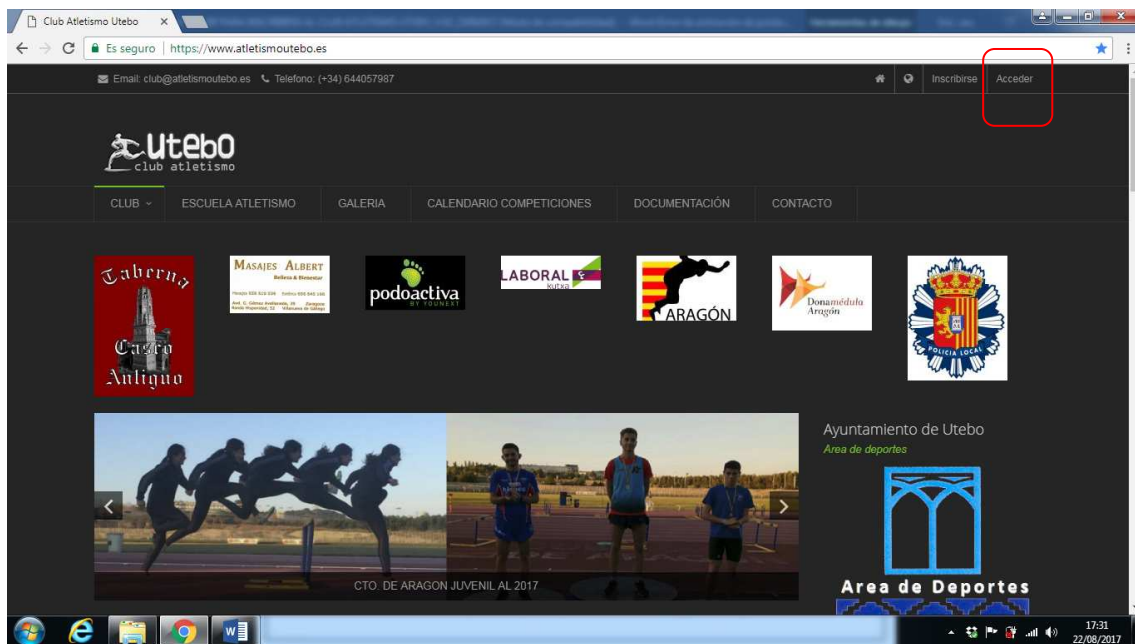 Club Atletismo Utebo
Es seguro | https://www.atletismoutebo.es
Email: club@atletismoutebo.es Telefono: (+34) 644057987
Inscribirse Acceder
utebo
club atletismo
CLUB ESCUELA ATLETISMO GALERIA CALENDARIO COMPETICIONES DOCUMENTACIÓN CONTACTO
Taberna
Casco
Antiguo
MASAJES ALBERT
Belleza & Bienestar
podoactiva
BY YOUNEXT
LABORAL
kutxa
ARAGÓN
Donamédula
Aragón
POLICIA LOCAL
Ayuntamiento de Utebo
Area de deportes
CTO. DE ARAGON JUVENIL AL 2017
Area de Deportes
17:31
22/08/2017